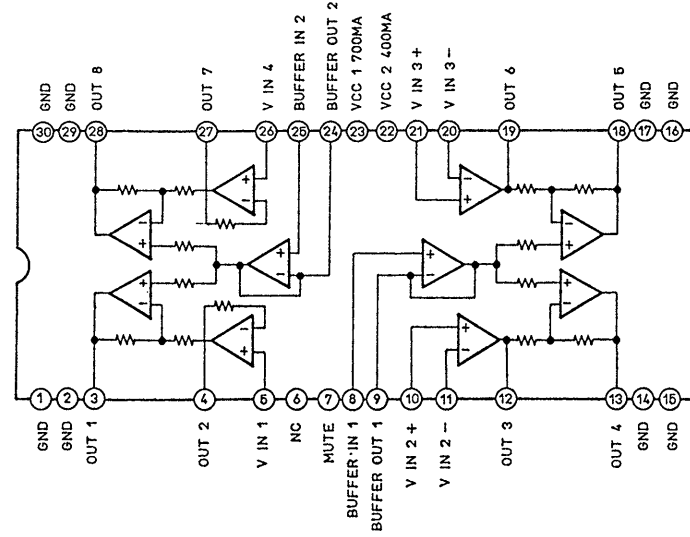 GND
GND
OUT 8
OUT 7
V IN 4
BUFFER IN 2
BUFFER OUT 2
VCC 1 700MA
VCC 2 400MA
V IN 3 +
V IN 3 -
OUT 6
OUT 5
GND
GND
30 29 28 27 26 25 24 23 22 21 20 19 18 17 16
+ -
- +
- +
+ -
+ -
+ -
- +
- +
+ -
+ -
+ -
- +
1 2 3 4 5 6 7 8 9 10 11 12 13 14 15
GND
GND
OUT 1
OUT 2
V IN 1
NC
MUTE
BUFFER·IN 1
BUFFER OUT 1
V IN 2 +
V IN 2 -
OUT 3
OUT 4
GND
GND